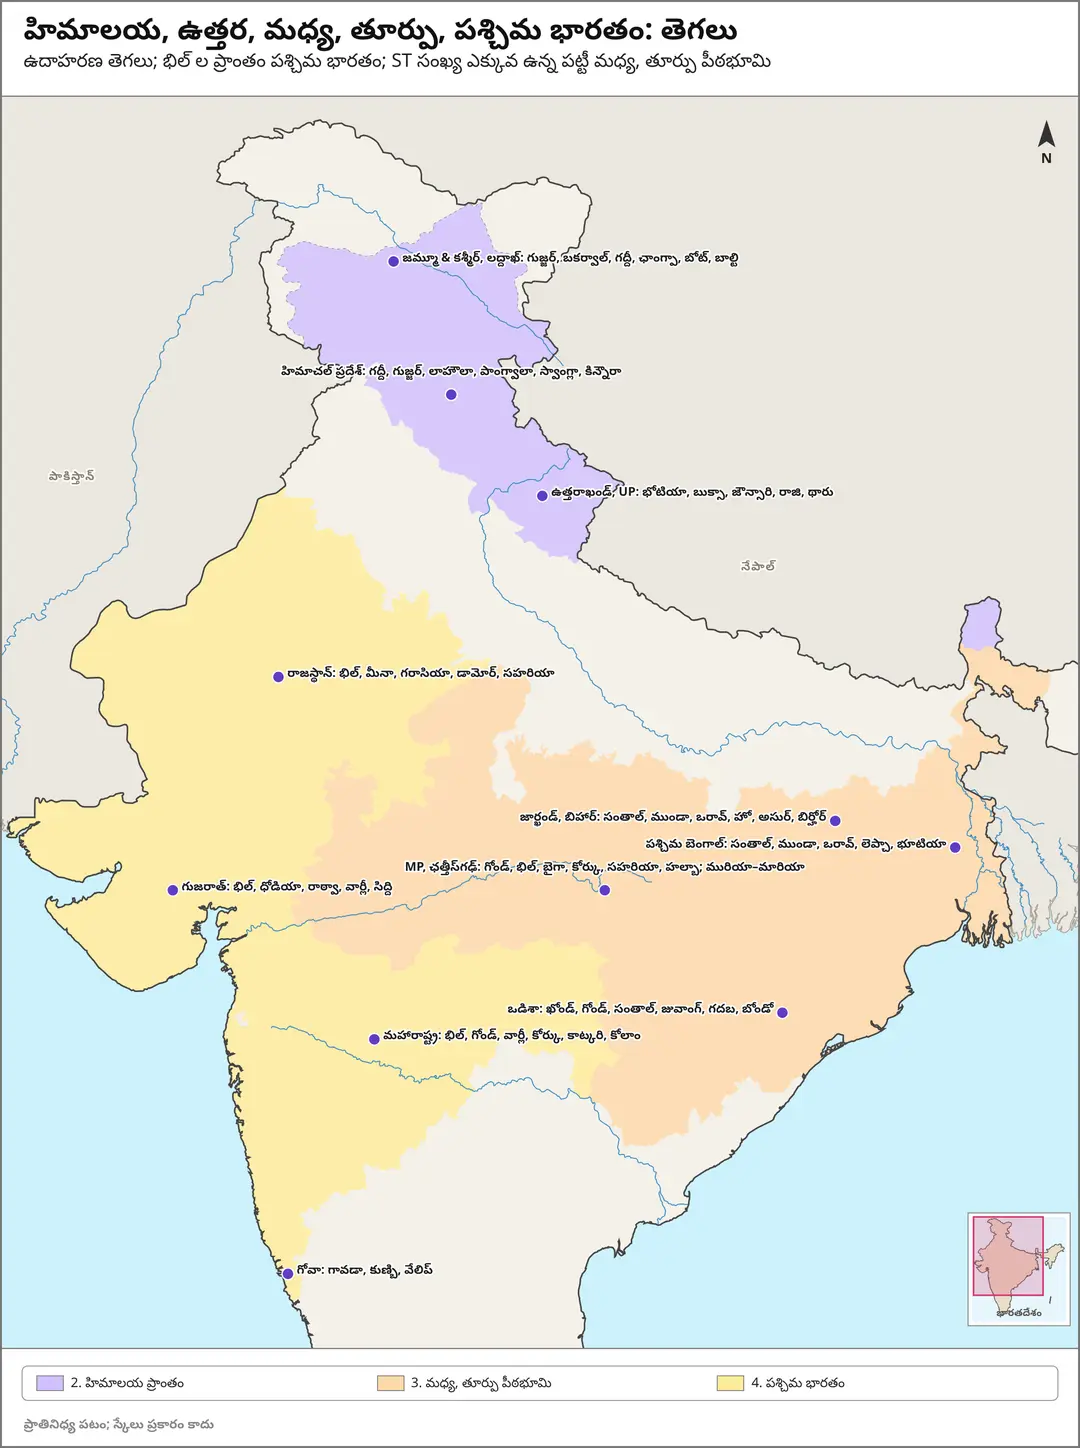 హిమాలయ, ఉత్తర, మధ్య, తూర్పు, పశ్చిమ భారతం: తెగలు
ఉదాహరణ తెగలు; భిల్ ల ప్రాంతం పశ్చిమ భారతం; ST సంఖ్య ఎక్కువ ఉన్న పట్టీ మధ్య, తూర్పు పీఠభూమి
N
జమ్మూ & కశ్మీర్, లద్దాఖ్: గుజ్జర్, బకర్వాల్, గద్దీ, ఛాంగ్పా, బోట్, బాల్టి
హిమాచల్ ప్రదేశ్: గద్దీ, గుజ్జర్, లాహౌలా, పాంగ్వాలా, స్వాంగ్లా, కిన్నౌరా
పాకిస్తాన్
ఉత్తరాఖండ్, UP: భోటియా, బుక్సా, జౌన్సారి, రాజి, థారు
నేపాల్
రాజస్థాన్: భిల్, మీనా, గరాసియా, డామోర్, సహరియా
జార్ఖండ్, బిహార్: సంతాల్, ముండా, ఒరావ్, హో, అసుర్, బిర్హోర్
పశ్చిమ బెంగాల్: సంతాల్, ముండా, ఒరావ్, లెప్చా, భూటియా
MP, ఛత్తీస్‌గఢ్: గోండ్, భిల్, బైగా, కోర్కు, సహరియా, హల్బా; మురియా-మారియా
గుజరాత్: భిల్, ధోడియా, రాఠ్వా, వార్లీ, సిద్ది
ఒడిశా: ఖోండ్, గోండ్, సంతాల్, జువాంగ్, గదబ, బోండో
మహారాష్ట్ర: భిల్, గోండ్, వార్లీ, కోర్కు, కాట్కరి, కోలాం
గోవా: గావడా, కుణ్బి, వేలిప్
భారతదేశం
2. హిమాలయ ప్రాంతం
3. మధ్య, తూర్పు పీఠభూమి
4. పశ్చిమ భారతం
ప్రాతినిధ్య పటం; స్కేలు ప్రకారం కాదు